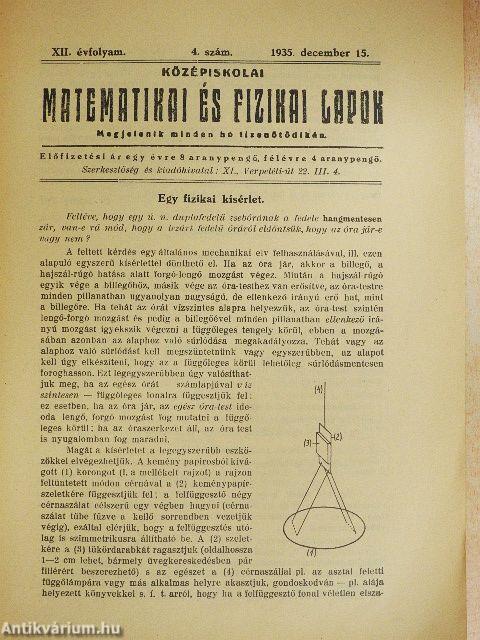 XII. évfolyam. 4. szám. 1935. december 15.
KÖZÉPISKOLAI
MATEMATIKAI ÉS FIZIKAI LAPOK
Megjelenik minden hó tizenötödikén.
Előfizetési ár egy évre 8 aranypengő, félévre 4 aranypengő.
Szerkesztőség és kiadóhivatal: XI., Verpeléti-út 22. III. 4.
Egy fizikai kísérlet.
Feltéve, hogy egy ú. n. duplafedelű zsebórának a fedele hangmentesen
zár, van-e rá mód, hogy a lezárt fedelű óráról eldöntsük, hogy az óra jár-e
vagy nem?
A feltett kérdés egy általános mechanikai elv felhasználásával, ill. ezen
alapuló egyszerű kísérlettel dönthető el. Ha az óra jár, akkor a billegő, a
hajszál-rúgó hatása alatt forgó-lengő mozgást végez. Miután a hajszál-rúgó
egyik vége a billegőhöz, másik vége az óra-testhez van erősítve, az óra-testre
minden pillanatban ugyanolyan nagyságú, de ellenkező irányú erő hat, mint
a billegőre. Ha tehát az órát vízszintes alapra helyezzük, az óra-test szintén
lengő-forgó mozgást és pedig a billegőével minden pillanatban ellenkező irá-
nyú mozgást igyekszik végezni a függőleges tengely körül, ebben a mozgá-
sában azonban az alaphoz való súrlódása megakadályozza. Tehát vagy az
alaphoz való súrlódást kell megszüntetnünk vagy egyszerűbben, az alapot
kell úgy elkészíteni, hogy az a függőleges körül lehetőleg súrlódásmentesen
foroghasson. Ezt legegyszerűbben úgy valósíthat-
juk meg, ha az egész órát számlapjával víz
szintesen — függőleges fonalra függesztjük fel;
ez esetben, ha az óra jár, az egész óra-test ide-
oda lengő, forgó mozgást fog mutatni a függő-
leges körül; ha az óraszerkezet áll, az óra-test
is nyugalomban fog maradni.
Magát a kísérletet a legegyszerűbb eszkö-
zökkel elvégezhetjük. A kemény papírosból kivá-
gott (1) korongot (l. a mellékelt rajzot) a rajzon
feltüntetett módon cérnával a (2) keménypapír-
szeletkére függesztjük fel; a felfüggesztő négy
cérnaszálat célszerű egy végben hagyni (cérna-
szálat tűbe fűzve a kellő sorrendben vezetjük
végig), ezáltal elérjük, hogy a felfüggesztés utó-
lag is szimmetrikusra állítható be. A (2) szelet-
kére a (3) tükördarabkát ragasztjuk (oldalhossza
1—2 cm lehet, bármely üvegkereskedésben pár
fillérért beszerezhető) s az egészet a (4) cérnaszállal pl. az asztal feletti
függőlámpára vagy más alkalmas helyre akasztjuk, gondoskodván — pl. alája
helyezett könyvekkel s. f. t. arról, hogy ha a felfüggesztő fonal véletlen elsza-
(4)
(2)
(3)
(1)
Antikvárium.hu